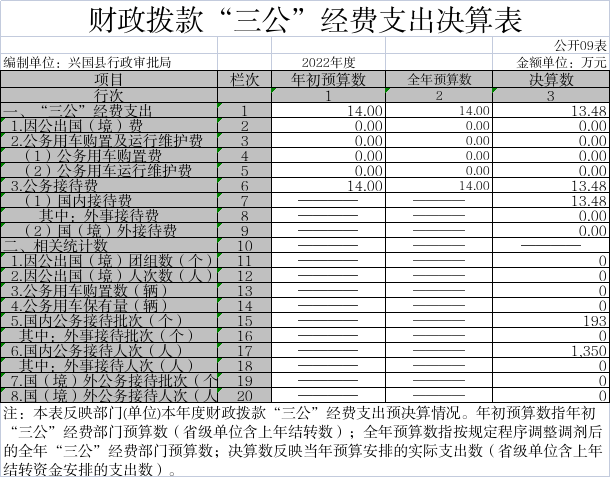 财政拨款“三公”经费支出决算表
公开09表
编制单位：兴国县行政审批局 2022年度 金额单位：万元
项目 栏次 年初预算数 全年预算数 决算数
行次 1 2 3
一、“三公”经费支出 1 14.00 14.00 13.48
1.因公出国（境）费 2 0.00 0.00 0.00
2.公务用车购置及运行维护费 3 0.00 0.00 0.00
（1）公务用车购置费 4 0.00 0.00 0.00
（2）公务用车运行维护费 5 0.00 0.00 0.00
3.公务接待费 6 14.00 14.00 13.48
（1）国内接待费 7 ——— ——— 13.48
其中：外事接待费 8 ——— ——— 0.00
（2）国（境）外接待费 9 ——— ——— 0.00
二、相关统计数 10 ——— ——— ———
1.因公出国（境）团组数（个） 11 ——— ——— 0
2.因公出国（境）人次数（人） 12 ——— ——— 0
3.公务用车购置数（辆） 13 ——— ——— 0
4.公务用车保有量（辆） 14 ——— ——— 0
5.国内公务接待批次（个） 15 ——— ——— 193
其中：外事接待批次（个） 16 ——— ——— 0
6.国内公务接待人次（人） 17 ——— ——— 1,350
其中：外事接待人次（人） 18 ——— ——— 0
7.国（境）外公务接待批次（个 19 ——— ——— 0
8.国（境）外公务接待人次（人 20 ——— ——— 0
注：本表反映部门(单位)本年度财政拨款“三公”经费支出预决算情况。年初预算数指年初
“三公”经费部门预算数（省级单位含上年结转数）；全年预算数指按规定程序调整调剂后
的全年“三公”经费部门预算数；决算数反映当年预算安排的实际支出数（省级单位含上年
结转资金安排的支出数）。